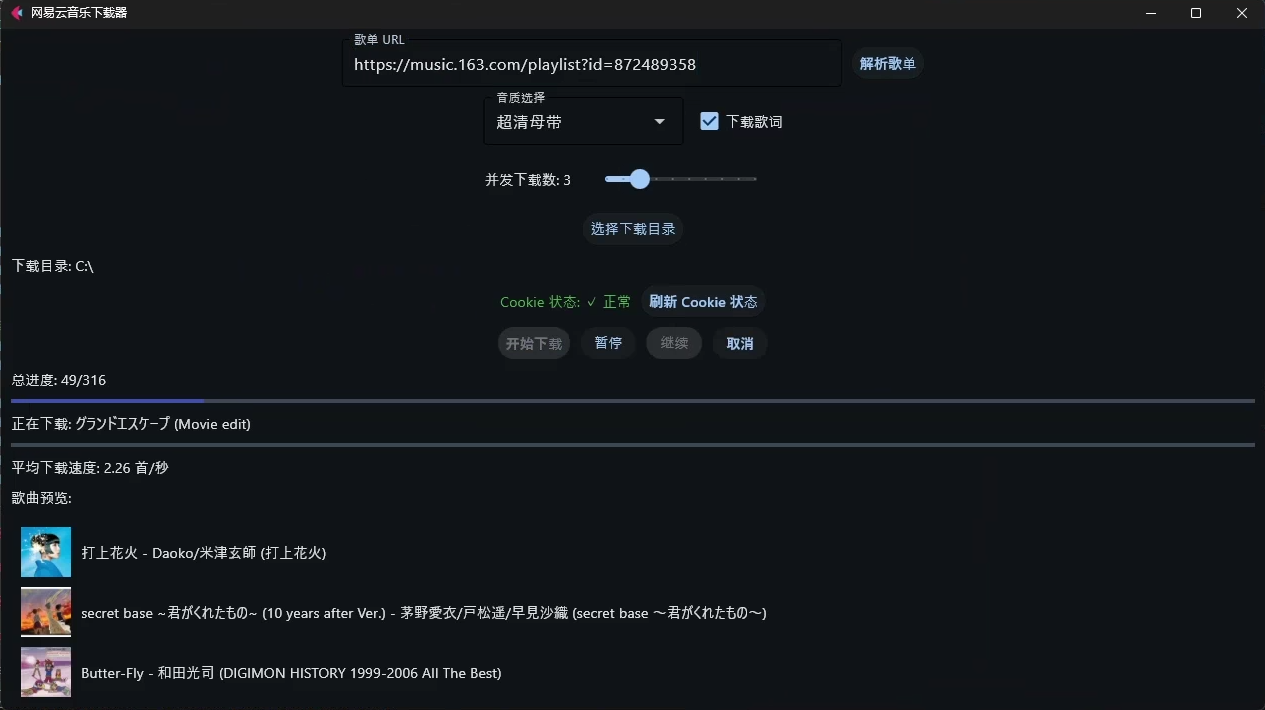 网易云音乐下载器
歌单 URL
https://music.163.com/playlist?id=872489358
解析歌单
音质选择
超清母带
下载歌词
并发下载数: 3
选择下载目录
下载目录: C:\
Cookie 状态: ✓ 正常
刷新 Cookie 状态
开始下载
暂停
继续
取消
总进度: 49/316
正在下载: グランドエスケープ (Movie edit)
平均下载速度: 2.26 首/秒
歌曲预览:
打上花火 - Daoko/米津玄師 (打上花火)
secret base ~君がくれたもの~ (10 years after Ver.) - 茅野愛衣/戸松遥/早見沙織 (secret base 〜君がくれたもの〜)
Butter-Fly - 和田光司 (DIGIMON HISTORY 1999-2006 All The Best)